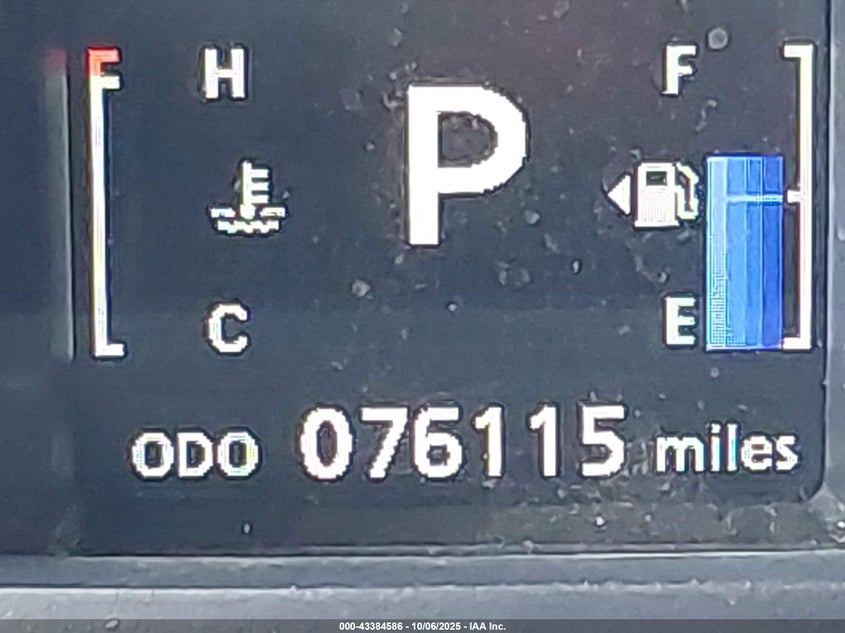 H F
P
C E
ODO 076115 miles
000-43384586 - 10/06/2025 - IAA Inc.